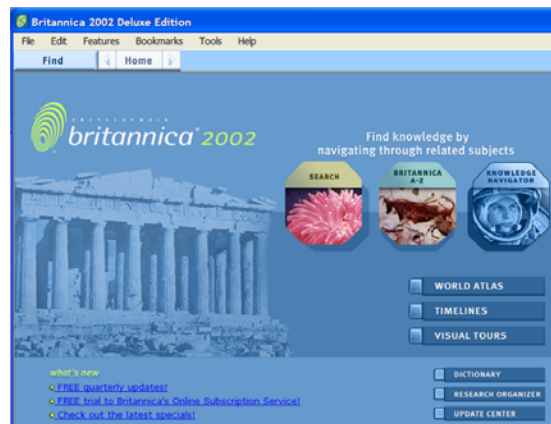 Britannica 2002 Deluxe Edition
File Edit Features Bookmarks Tools Help
Find Home
ENCYCLOPÆDIA
britannica® 2002
Find knowledge by
navigating through related subjects
SEARCH
BRITANNICA
A-Z
KNOWLEDGE
NAVIGATOR
WORLD ATLAS
TIMELINES
VISUAL TOURS
what's new
FREE quarterly updates!
FREE trial to Britannica's Online Subscription Service!
Check out the latest specials!
DICTIONARY
RESEARCH ORGANIZER
UPDATE CENTER